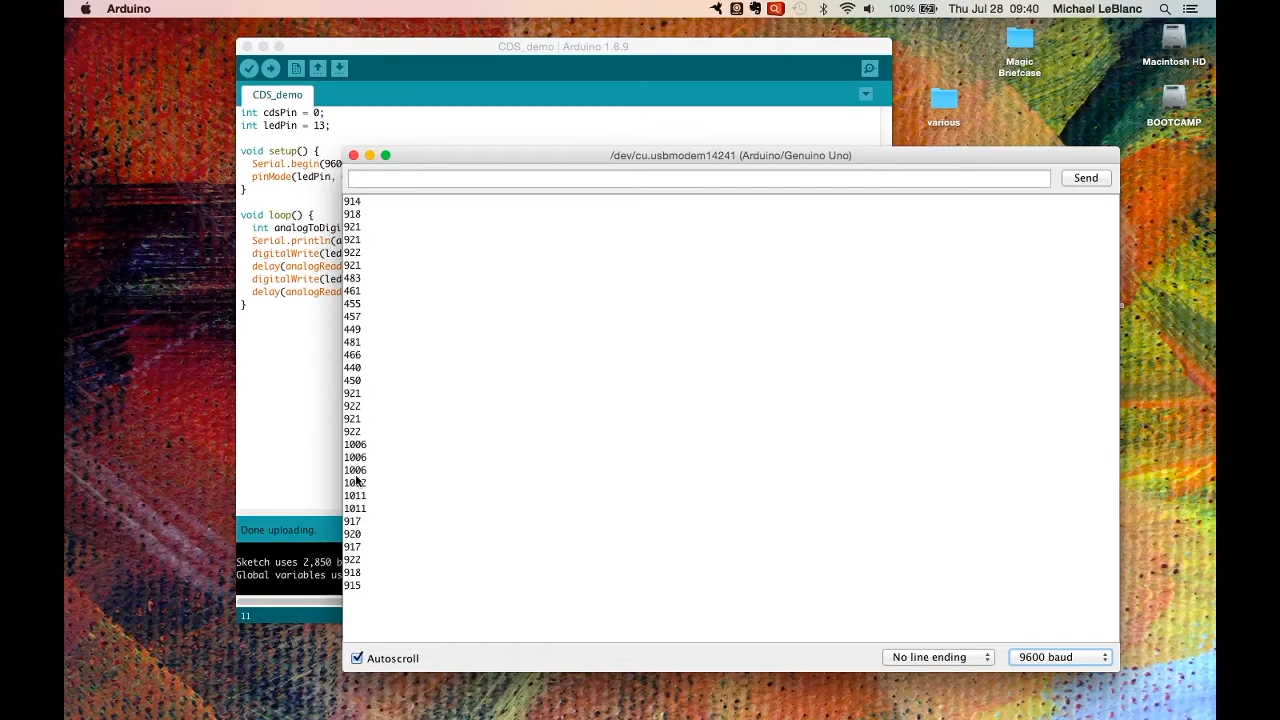 Arduino
100%
Thu Jul 28 09:40
Michael LeBlanc
Magic
Briefcase
Macintosh HD
various
BOOTCAMP
CDS_demo | Arduino 1.6.9
CDS_demo
int cdsPin = 0;
int ledPin = 13;
void setup() {
Serial.begin(960
pinMode(ledPin,
}
void loop() {
int analogToDigi
Serial.println(a
digitalWrite(led
delay(analogRead
digitalWrite(led
delay(analogRead
}
Done uploading.
Sketch uses 2,850 b
Global variables us
11
/dev/cu.usbmodem14241 (Arduino/Genuino Uno)
Send
914
918
921
921
922
921
483
461
455
457
449
481
466
440
450
921
922
921
922
1006
1006
1006
1011
1011
917
920
917
922
918
915
Autoscroll
No line ending
9600 baud